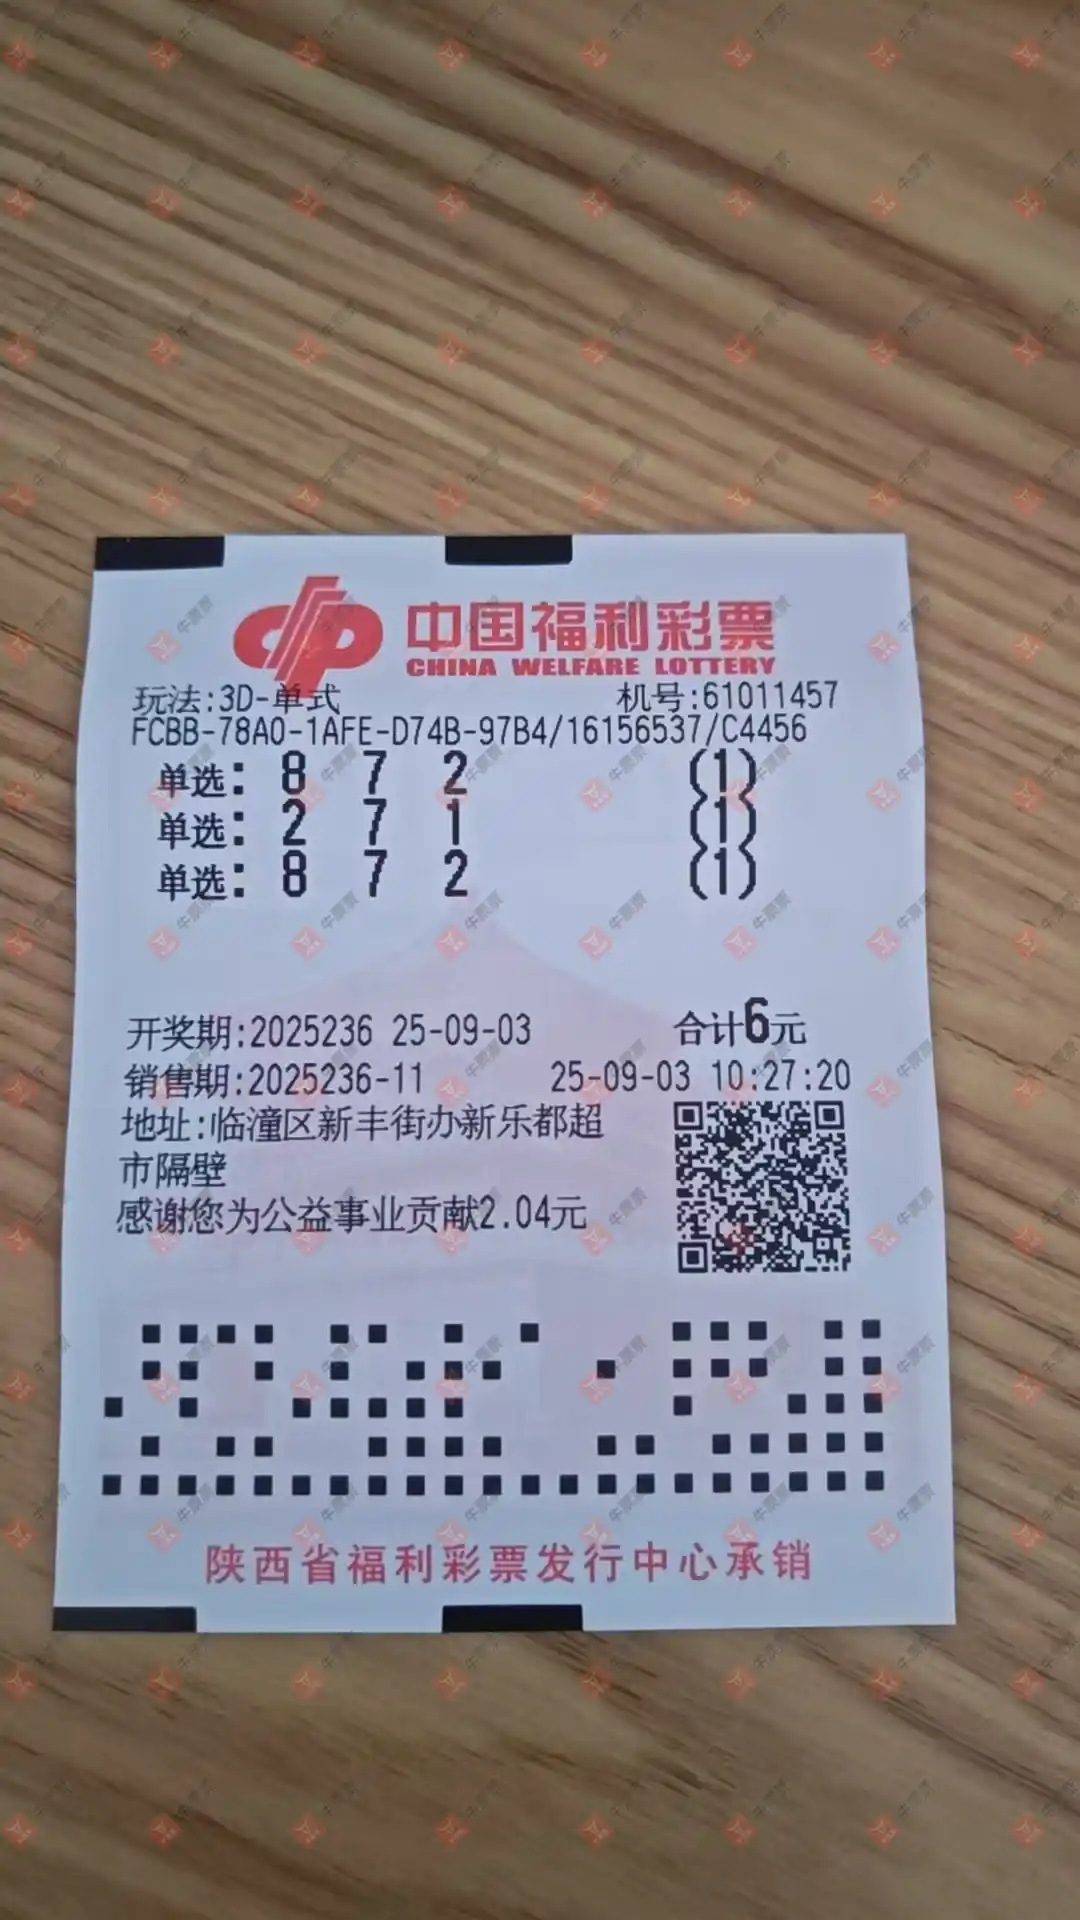 中国福利彩票
CHINA WELFARE LOTTERY
玩法:3D-单式 机号:61011457
FCBB-78A0-1AFE-D74B-97B4/16156537/C4456
单选: 8 7 2 (1)
单选: 2 7 1 (1)
单选: 8 7 2 (1)
开奖期:2025236 25-09-03 合计6元
销售期:2025236-11 25-09-03 10:27:20
地址:临潼区新丰街办新乐都超
市隔壁
感谢您为公益事业贡献2.04元
陕西省福利彩票发行中心承销
牛票票